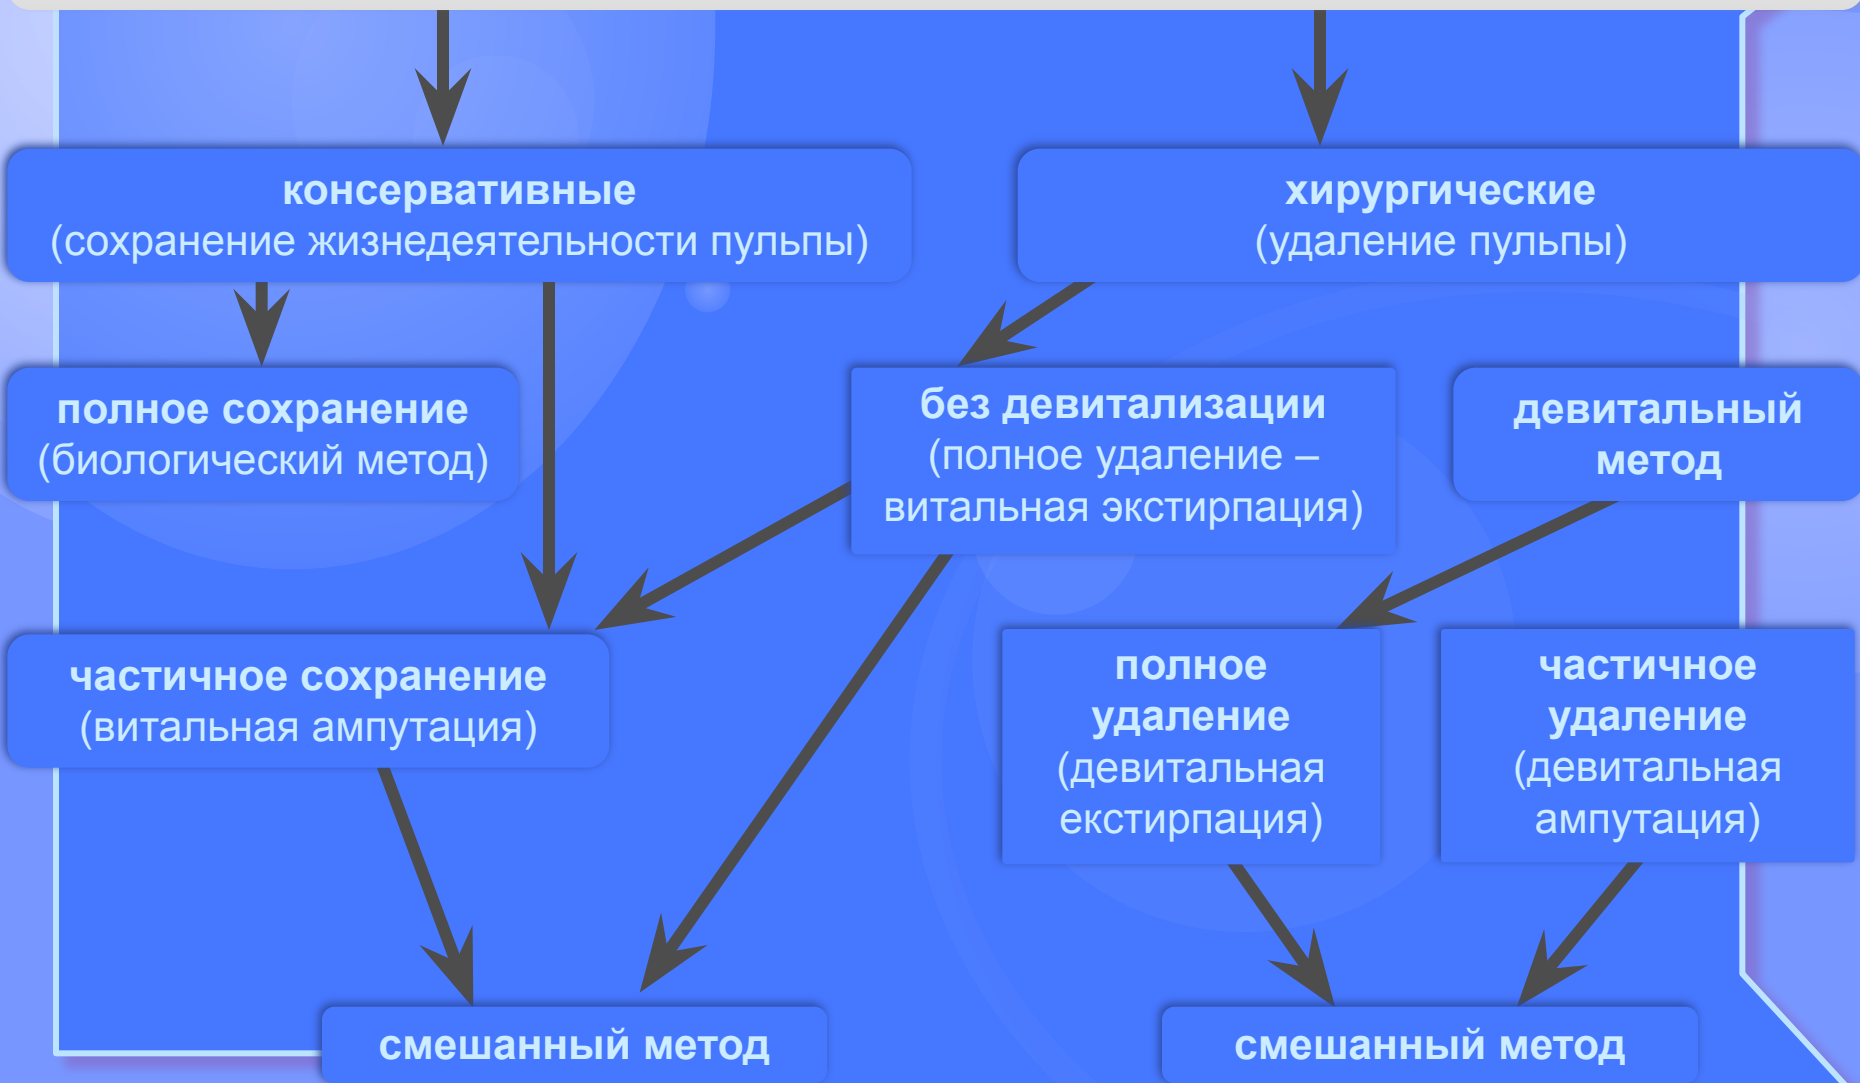 консервативные
(сохранение жизнедеятельности пульпы)
хирургические
(удаление пульпы)
полное сохранение
(биологический метод)
без девитализации
(полное удаление –
витальная экстирпация)
девитальный
метод
частичное сохранение
(витальная ампутация)
полное
удаление
(девитальная
екстирпация)
частичное
удаление
(девитальная
ампутация)
смешанный метод
смешанный метод